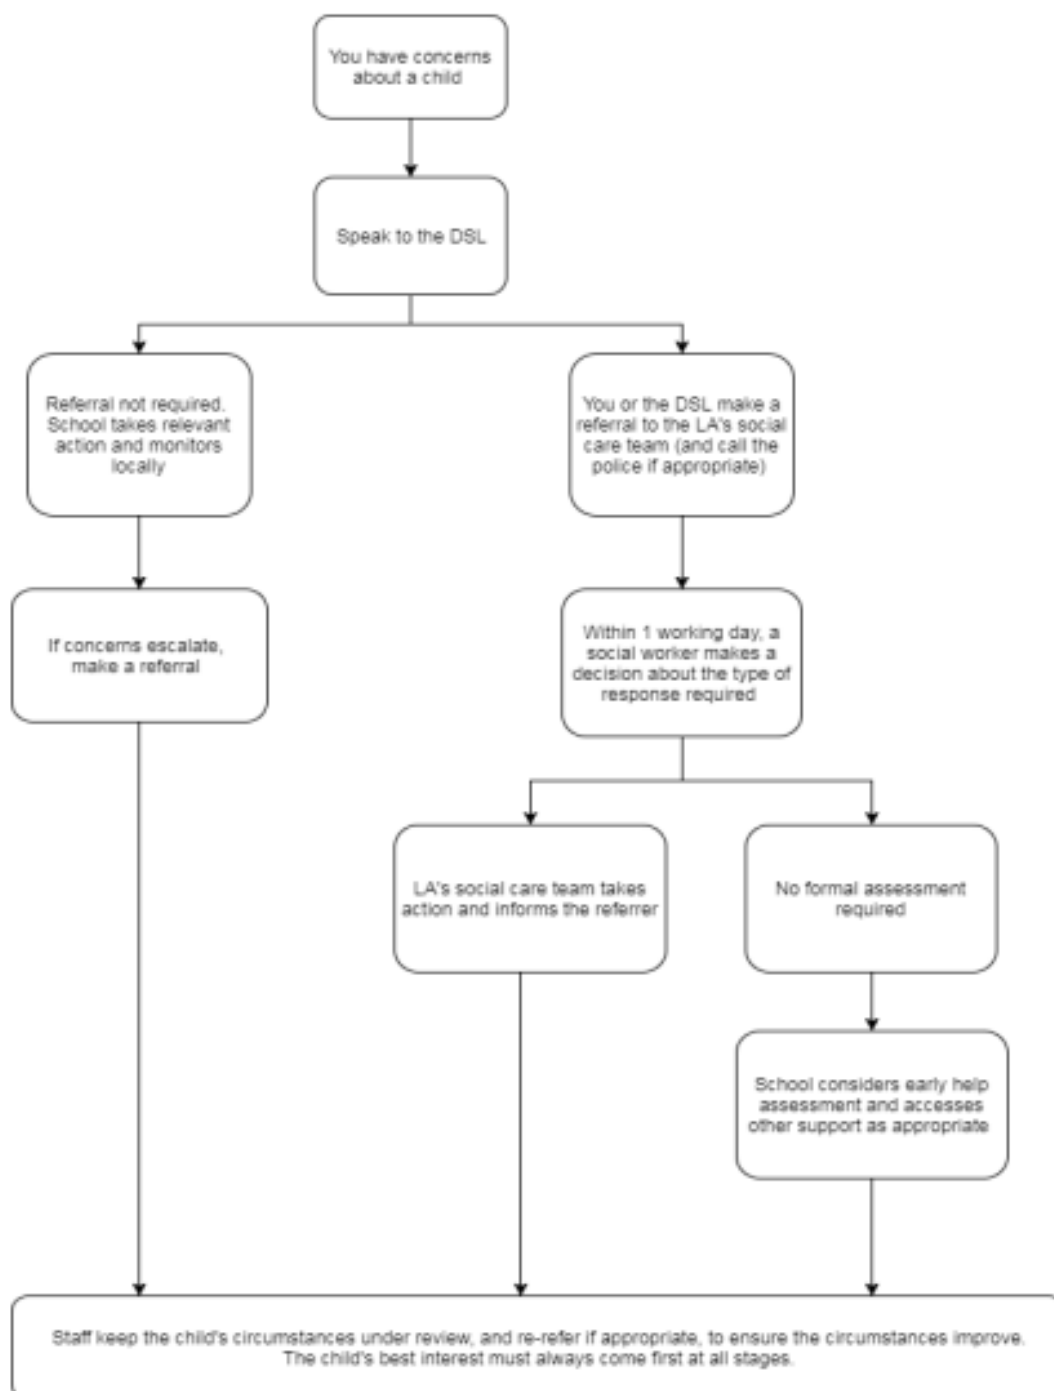 You have concerns
about a child
Speak to the DSL
Referral not required.
School takes relevant
action and monitors
locally
You or the DSL make a
referral to the LA's social
care team (and call the
police if appropriate)
If concerns escalate,
make a referral
Within 1 working day, a
social worker makes a
decision about the type of
response required
LA's social care team takes
action and informs the referrer
No formal assessment
required
School considers early help
assessment and accesses
other support as appropriate
Staff keep the child's circumstances under review, and re-refer if appropriate, to ensure the circumstances improve.
The child's best interest must always come first at all stages.